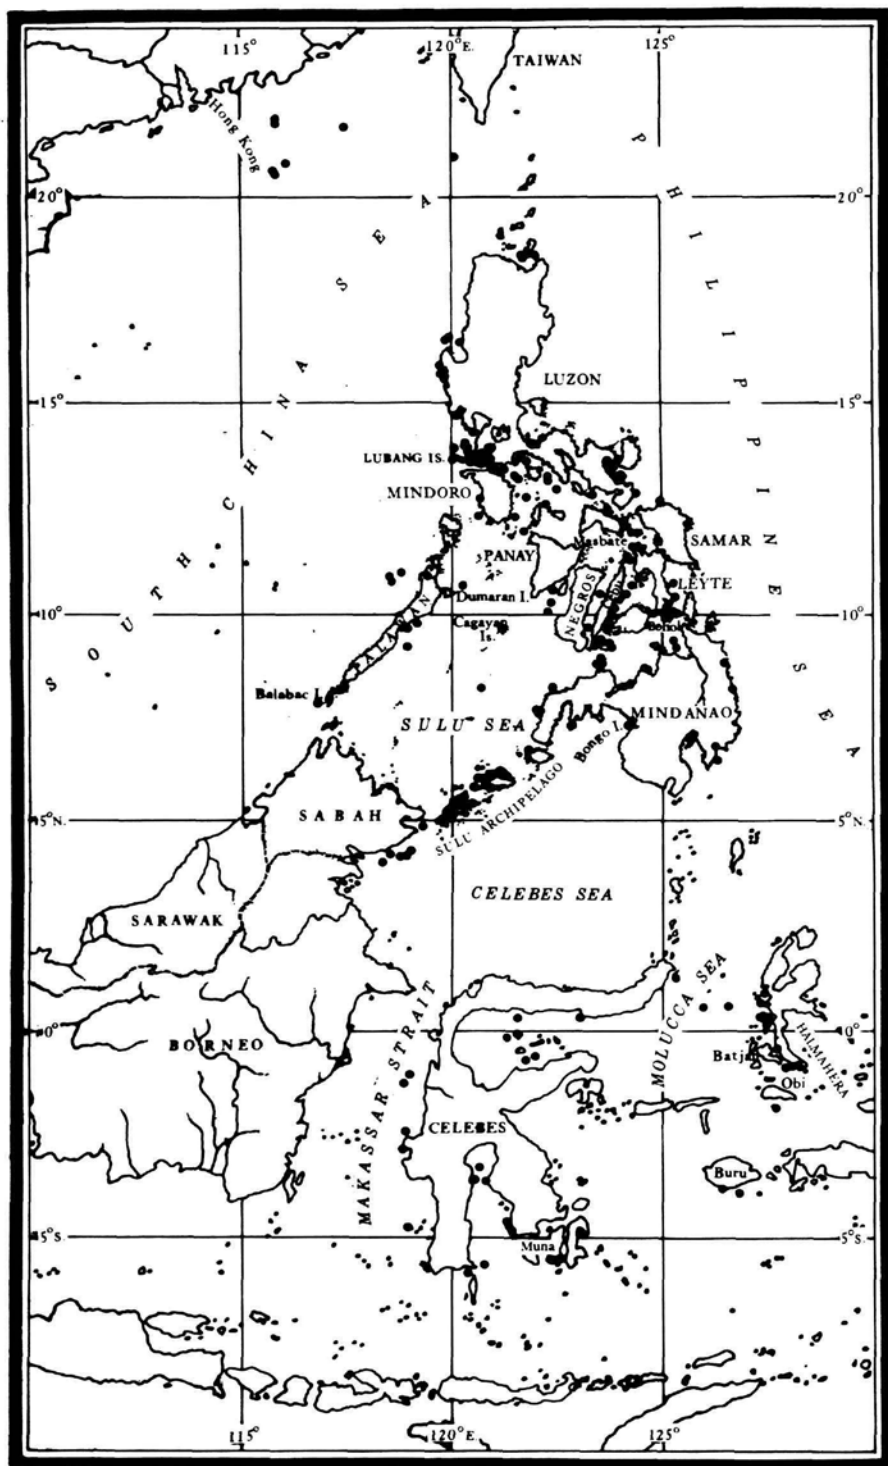 115°
120°E.
125°
TAIWAN
Hong Kong
PHILIPPINE SEA
20°
20°
SOUTH CHINA SEA
LUZON
15°
15°
LUBANG IS.
MINDORO
Masbate
SAMAR
PANAY
LEYTE
NEGROS
Dumaran I.
PALAWAN
10°
10°
Cagayan
Is.
Bohol
Balabac I.
MINDANAO
SULU SEA
Bongo I.
SULU ARCHIPELAGO
SABAH
5°N.
5°N.
CELEBES SEA
SARAWAK
MOLUCCA SEA
MAKASSAR STRAIT
0°
0°
BORNEO
HALMAHERA
Batjan
Obi
CELEBES
Buru
5°S.
5°S.
Muna
115°
120°E.
125°